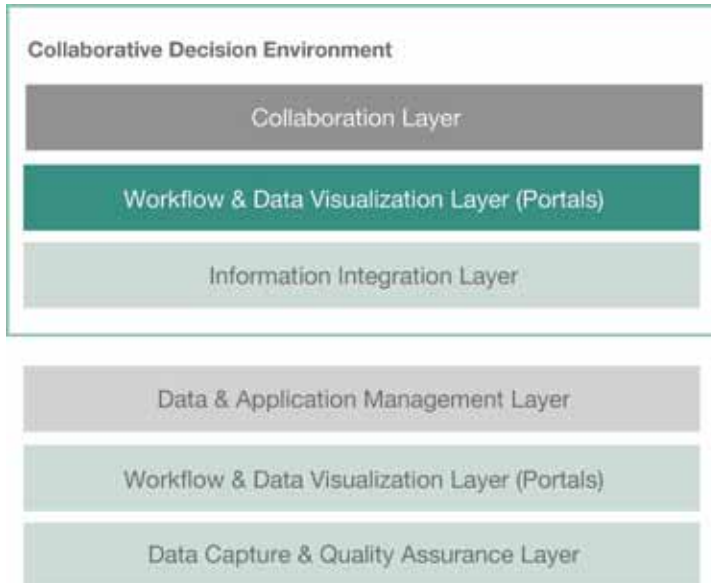 Collaborative Decision Environment
Collaboration Layer
Workflow & Data Visualization Layer (Portals)
Information Integration Layer
Data & Application Management Layer
Workflow & Data Visualization Layer (Portals)
Data Capture & Quality Assurance Layer